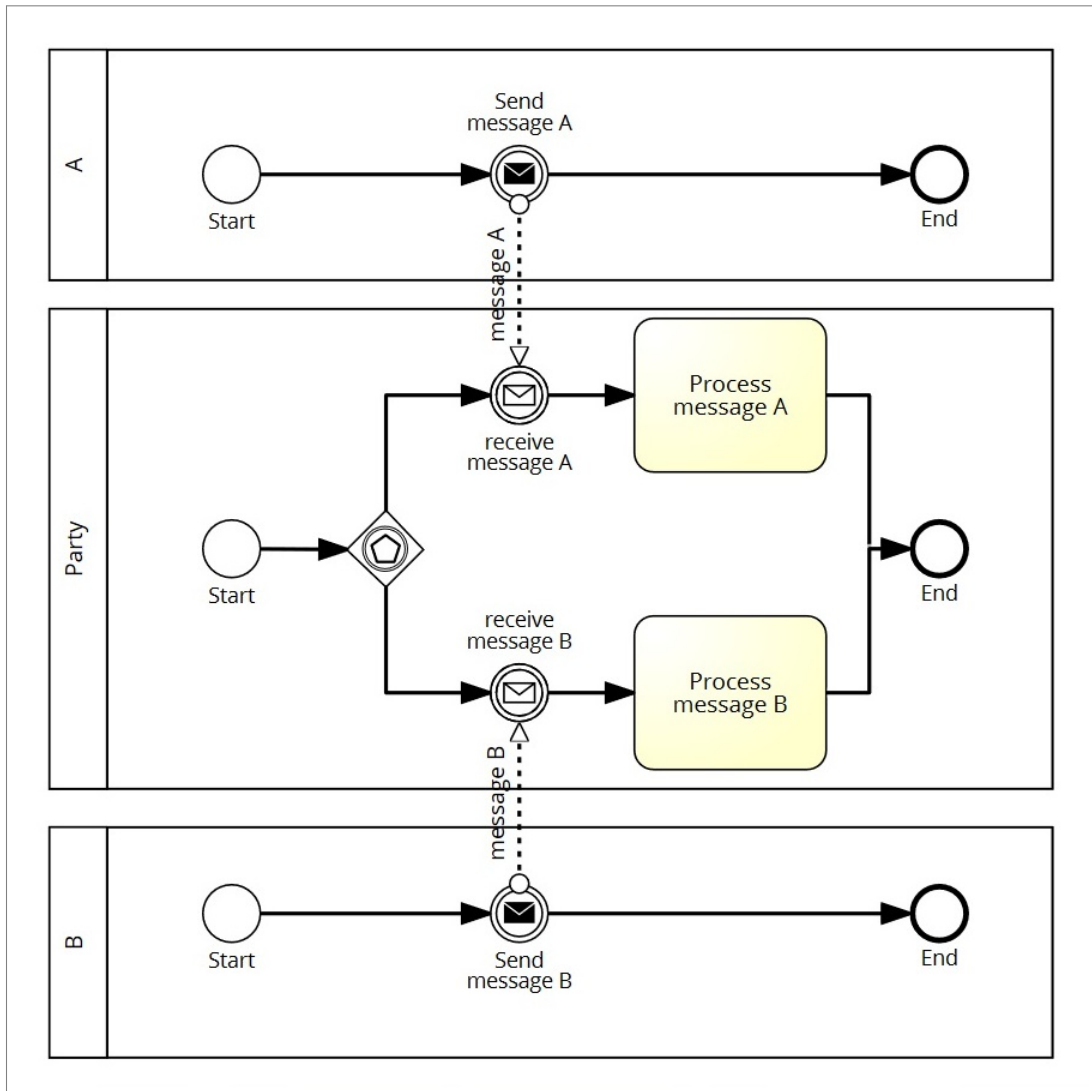 A
Send
message A
Start
End
message A
Party
Process
message A
receive
message A
Start
End
receive
message B
Process
message B
message B
B
Start
Send
message B
End